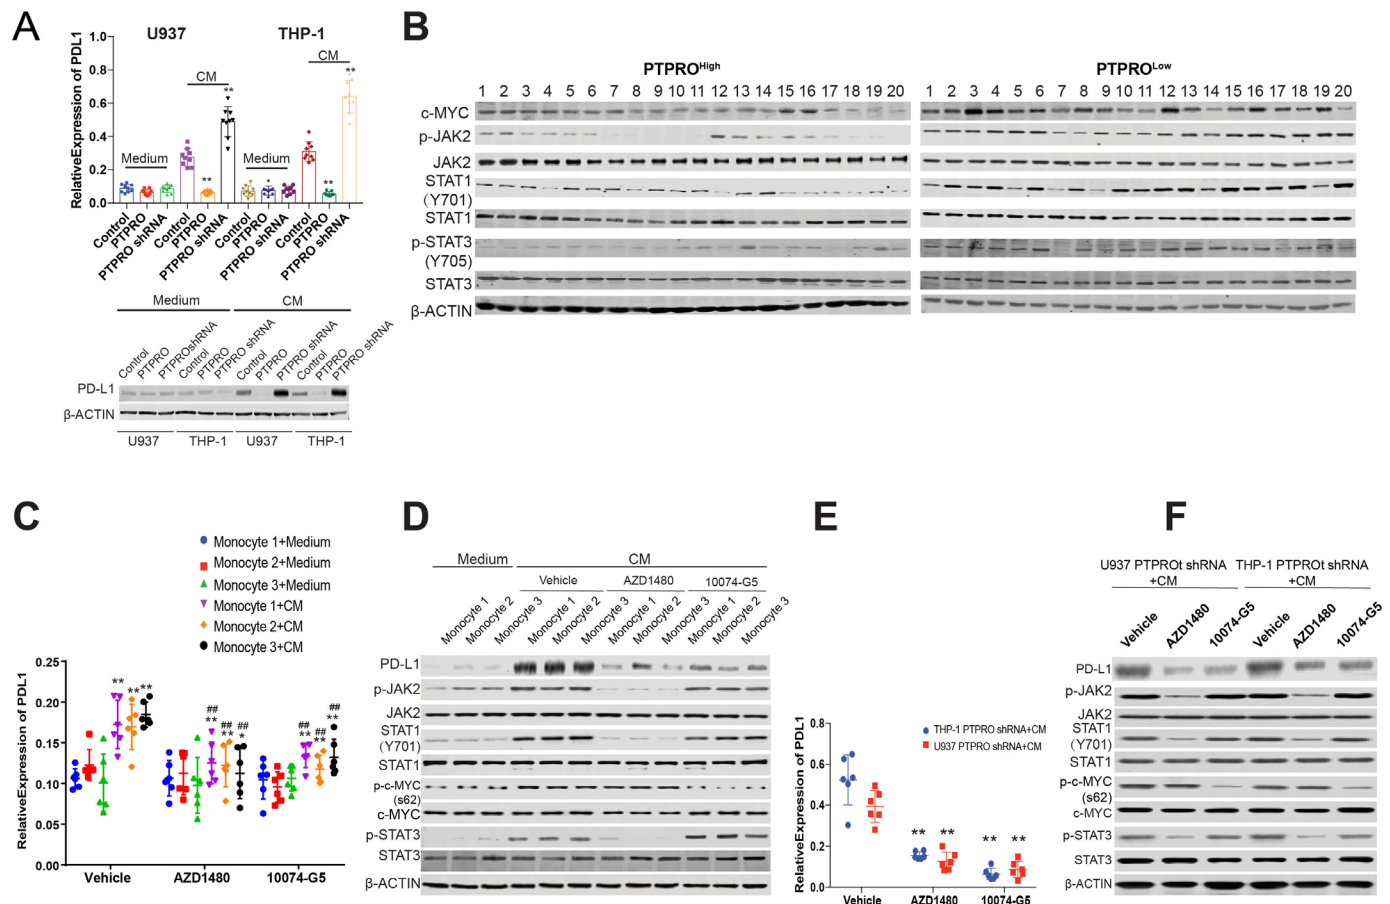 A
U937 THP-1
CM
CM
**
**
Medium
Medium
**
**
RelativeExpression of PDL1
1.0
0.8
0.6
0.4
0.2
0.0
Control
PTPRO
PTPRO shRNA
Control
PTPRO
PTPRO shRNA
Control
PTPRO
PTPRO shRNA
Control
PTPRO
PTPRO shRNA
Medium CM
Control
PTPRO
PTPROshRNA
Control
PTPRO
PTPRO shRNA
Control
PTPRO
PTPRO shRNA
Control
PTPRO
PTPRO shRNA
PD-L1
β-ACTIN
U937 THP-1 U937 THP-1
B
PTPROHigh PTPROLow
1 2 3 4 5 6 7 8 9 10 11 12 13 14 15 16 17 18 19 20 1 2 3 4 5 6 7 8 9 10 11 12 13 14 15 16 17 18 19 20
c-MYC
p-JAK2
JAK2
STAT1
(Y701)
STAT1
p-STAT3
(Y705)
STAT3
β-ACTIN
C
Monocyte 1+Medium
Monocyte 2+Medium
Monocyte 3+Medium
Monocyte 1+CM
Monocyte 2+CM
Monocyte 3+CM
RelativeExpression of PDL1
0.25
0.20
0.15
0.10
0.05
0.00
** ** **
## ## ##
** ** *
## ## ##
** ** **
Vehicle AZD1480 10074-G5
D
Medium CM
Vehicle AZD1480 10074-G5
Monocyte 1
Monocyte 2
Monocyte 3
Monocyte 1
Monocyte 2
Monocyte 3
Monocyte 1
Monocyte 2
Monocyte 3
Monocyte 1
Monocyte 2
Monocyte 3
PD-L1
p-JAK2
JAK2
STAT1
(Y701)
STAT1
p-c-MYC
(s62)
c-MYC
p-STAT3
STAT3
β-ACTIN
E
THP-1 PTPRO shRNA+CM
U937 PTPRO shRNA+CM
RelativeExpression of PDL1
0.8
0.6
0.4
0.2
0.0
** ** ** **
Vehicle AZD1480 10074-G5
F
U937 PTPROt shRNA THP-1 PTPROt shRNA
+CM +CM
Vehicle
AZD1480
10074-G5
Vehicle
AZD1480
10074-G5
PD-L1
p-JAK2
JAK2
STAT1
(Y701)
STAT1
p-c-MYC
(s62)
c-MYC
p-STAT3
STAT3
β-ACTIN